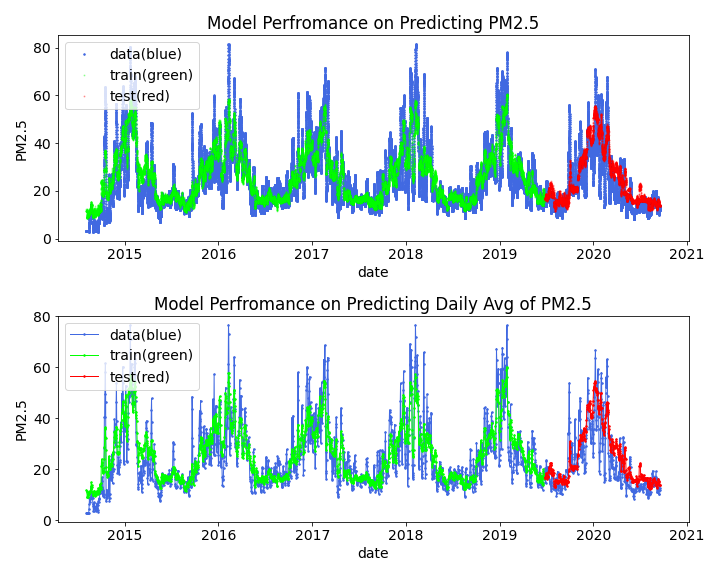 Model Perfromance on Predicting PM2.5
data(blue)
train(green)
test(red)
PM2.5
80
60
40
20
0
2015 2016 2017 2018 2019 2020 2021
date
Model Perfromance on Predicting Daily Avg of PM2.5
data(blue)
train(green)
test(red)
PM2.5
80
60
40
20
0
2015 2016 2017 2018 2019 2020 2021
date